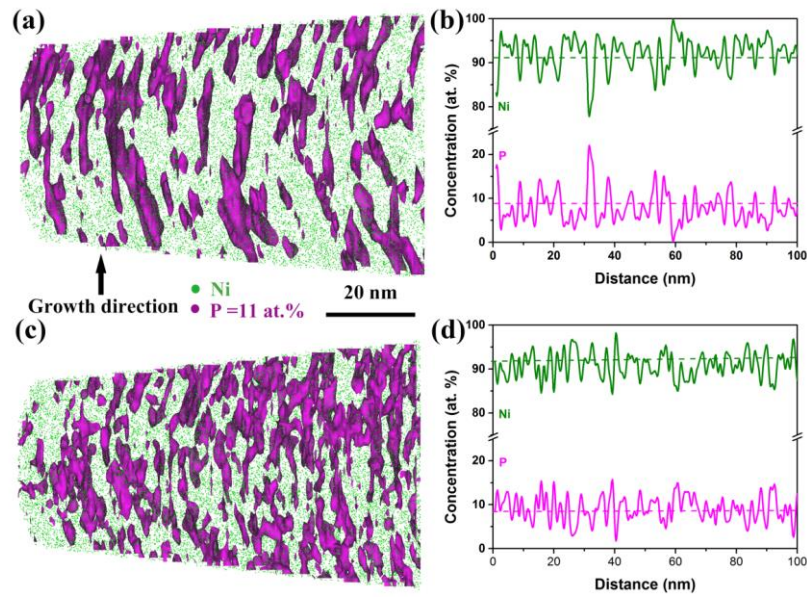 (a)
Growth direction
● Ni
● P =11 at.%
20 nm
(b)
Concentration (at. %)
100
90
80
20
10
0
Ni
P
0 20 40 60 80 100
Distance (nm)
(c)
(d)
Concentration (at. %)
100
90
80
20
10
0
Ni
P
0 20 40 60 80 100
Distance (nm)